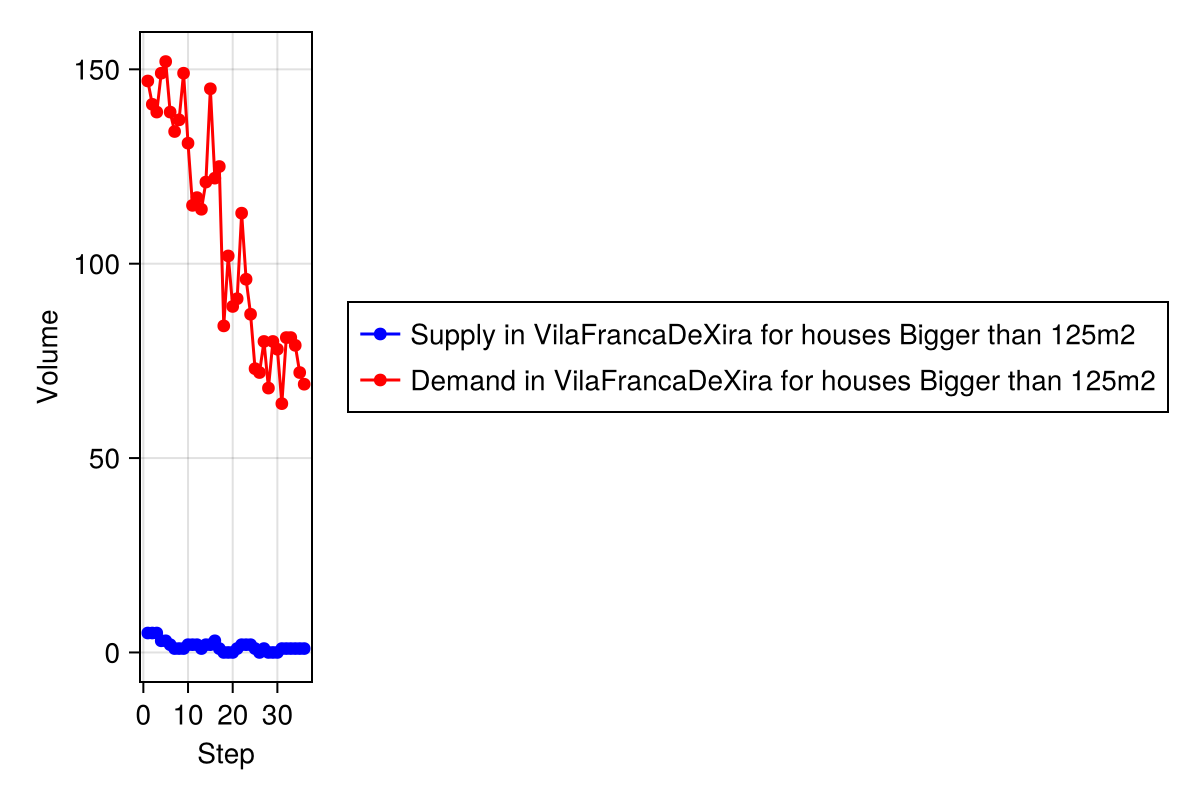 150
100
50
0
Volume
0 10 20 30
Step
Supply in VilaFrancaDeXira for houses Bigger than 125m2
Demand in VilaFrancaDeXira for houses Bigger than 125m2